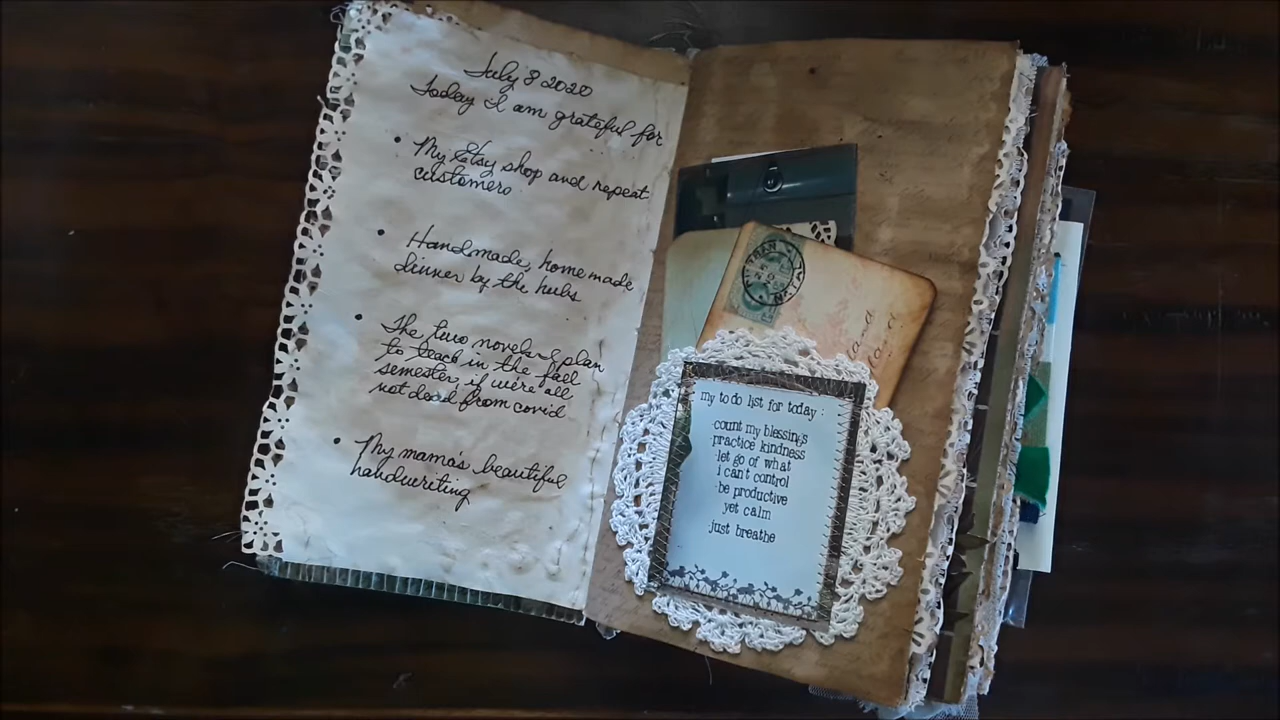 July 8 2020
Today I am grateful for
• My Etsy shop and repeat
customers.
• Handmade, homemade
dinner by the hubs
• The two novels I plan
to teach in the fall
semester, if we're all
not dead from covid
• My mama's beautiful
handwriting
NATAL
my to do list for today :
count my blessings
practice kindness
let go of what
i can't control
be productive
yet calm
just breathe